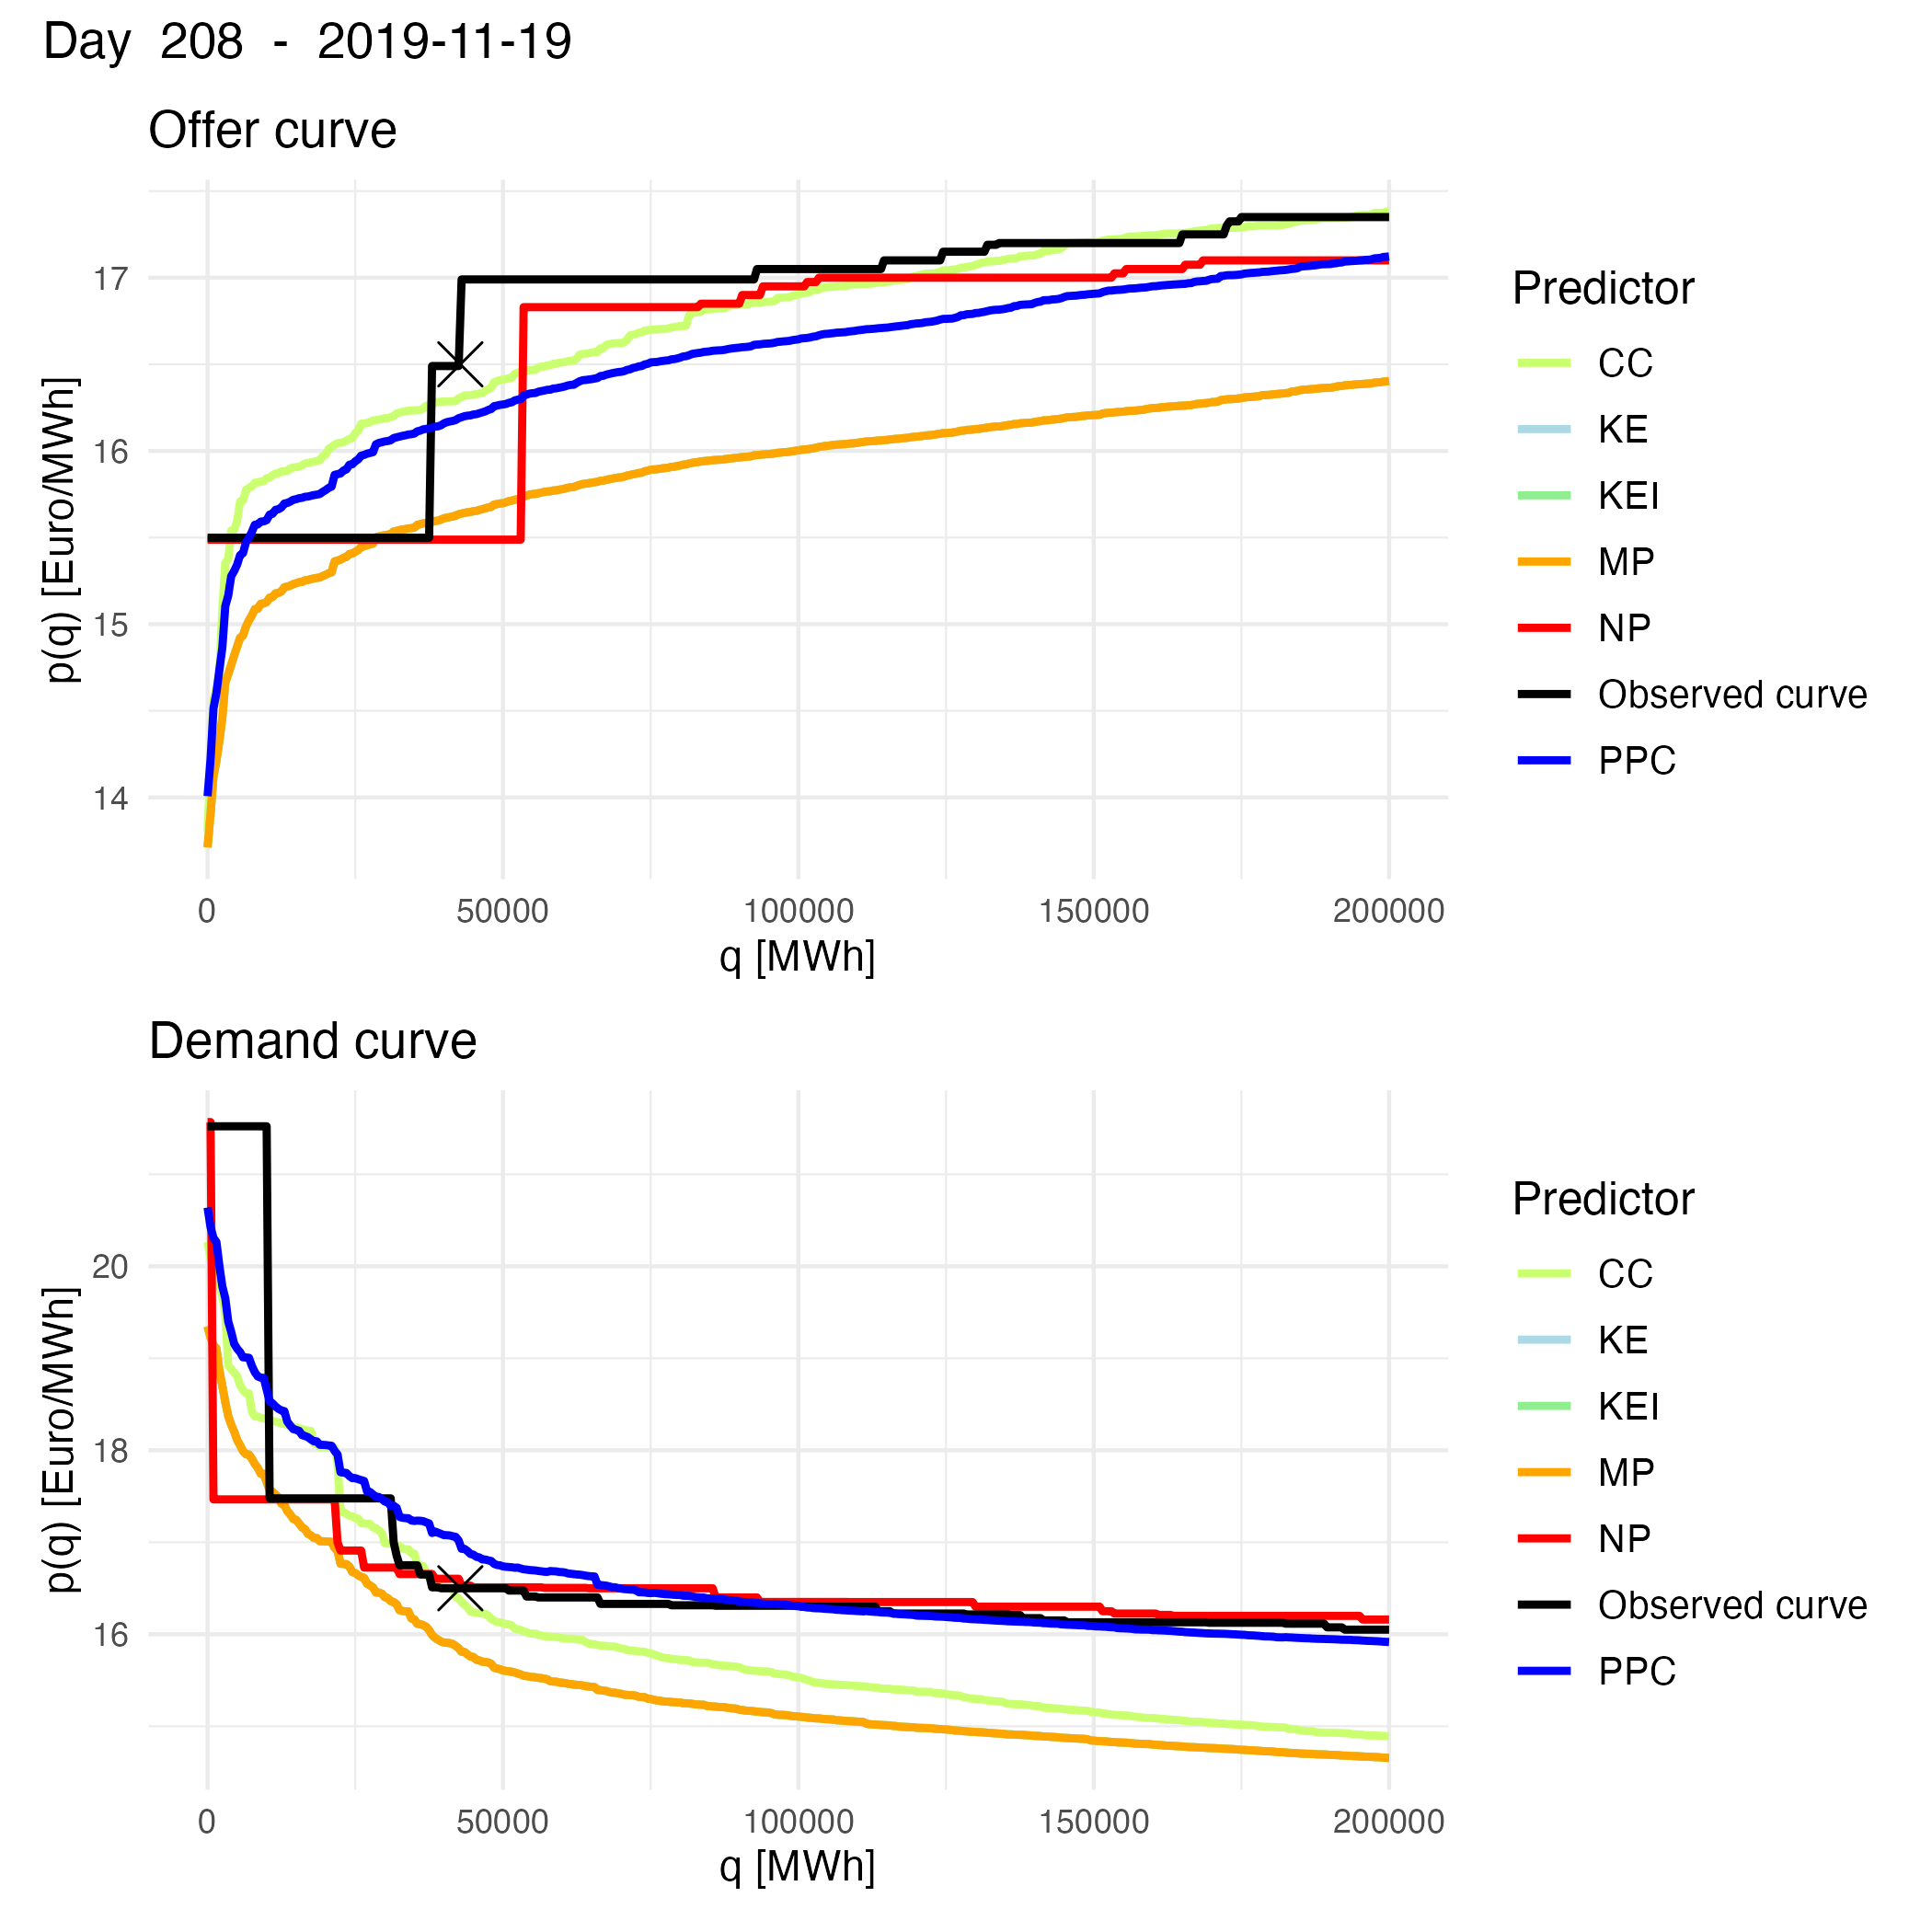 Day 208 - 2019-11-19
Offer curve
p(q) [Euro/MWh]
17
16
15
14
0 50000 100000 150000 200000
q [MWh]
Predictor
CC
KE
KEI
MP
NP
Observed curve
PPC
Demand curve
p(q) [Euro/MWh]
20
18
16
0 50000 100000 150000 200000
q [MWh]
Predictor
CC
KE
KEI
MP
NP
Observed curve
PPC